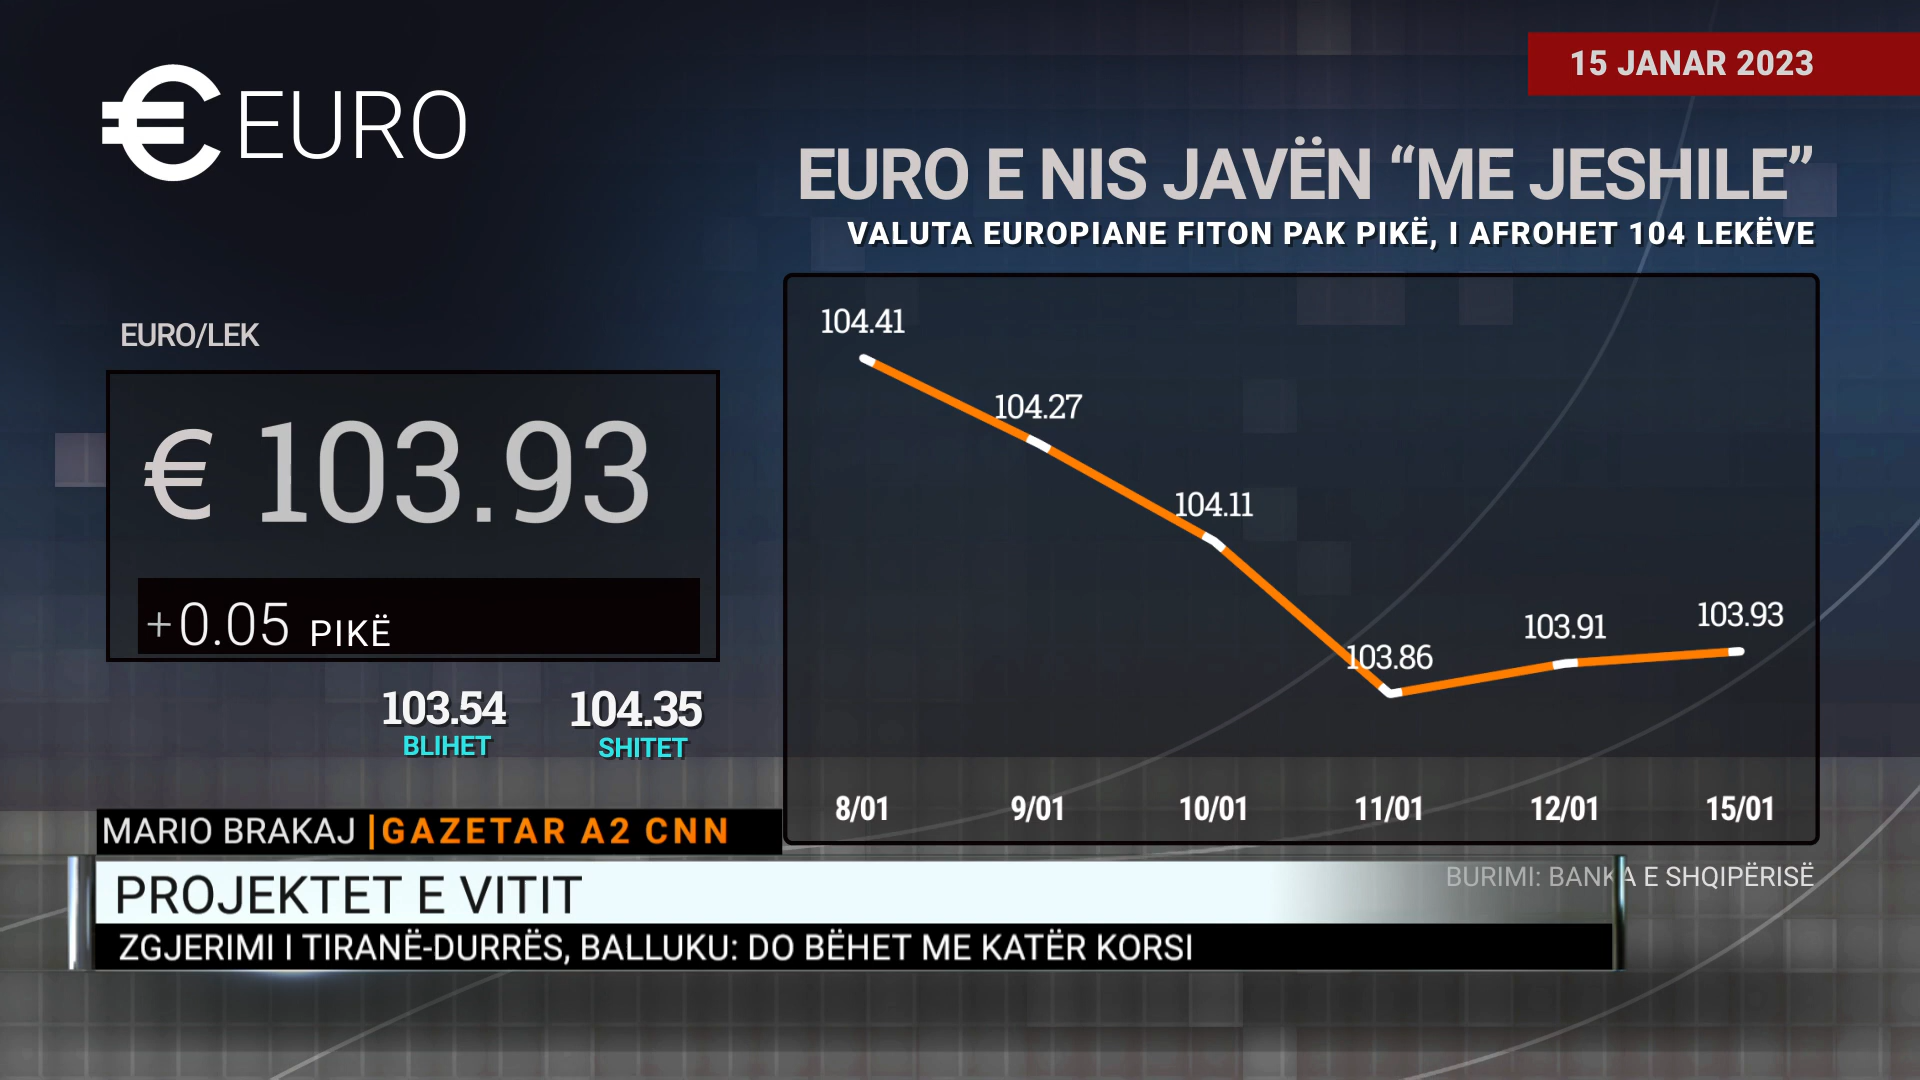 € EURO
15 JANAR 2023
EURO E NIS JAVËN “ME JESHILE”
VALUTA EUROPIANE FITON PAK PIKË, I AFROHET 104 LEKËVE
EURO/LEK
€ 103.93
+0.05 PIKË
103.54
BLIHET
104.35
SHITET
104.41
104.27
104.11
103.86
103.91
103.93
8/01 9/01 10/01 11/01 12/01 15/01
BURIMI: BANKA E SHQIPËRISË
MARIO BRAKAJ |GAZETAR A2 CNN
PROJEKTET E VITIT
ZGJERIMI I TIRANË-DURRËS, BALLUKU: DO BËHET ME KATËR KORSI